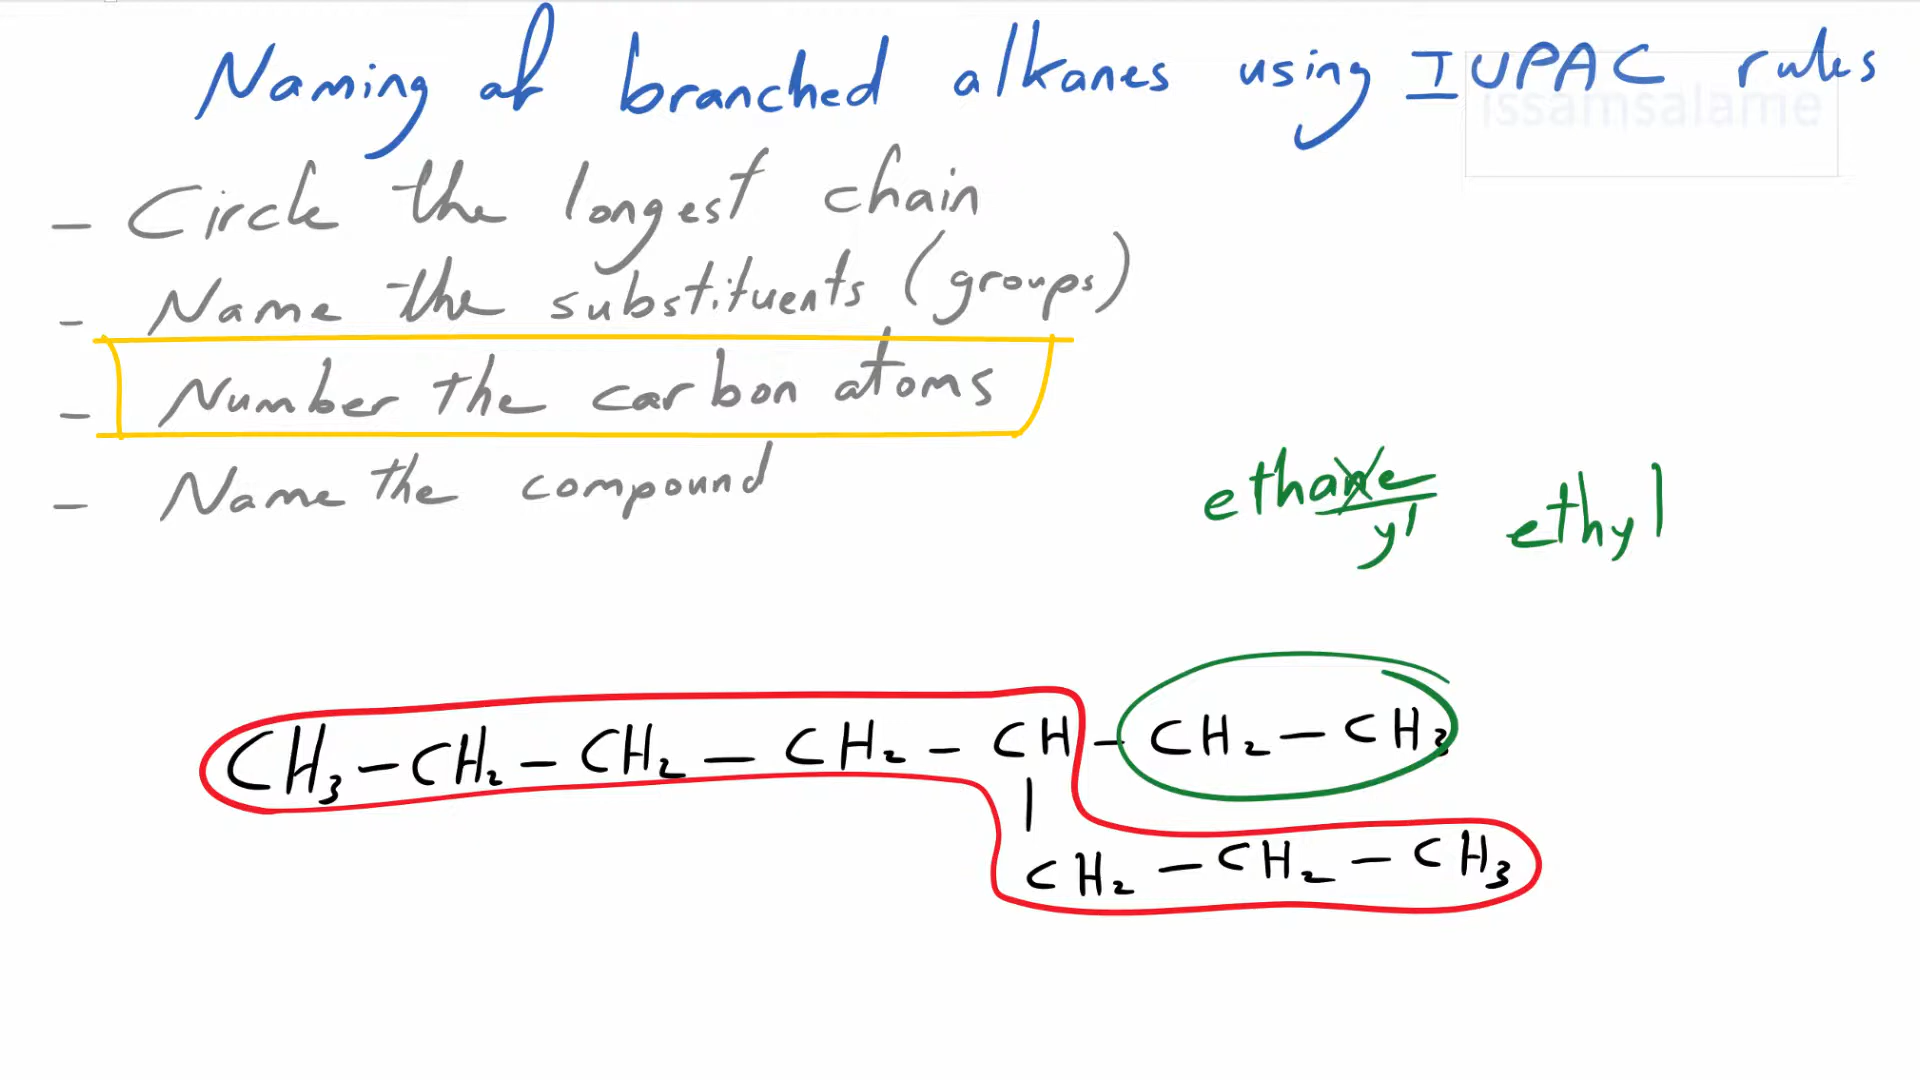 Naming of branched alkanes using IUPAC rules
issamsalame
- Circle the longest chain
- Name the substituents (groups)
- Number the carbon atoms
- Name the compound
ethane
yl
ethyl
CH₃-CH₂-CH₂-CH₂-CH-CH₂-CH₃
|
CH₂-CH₂-CH₃